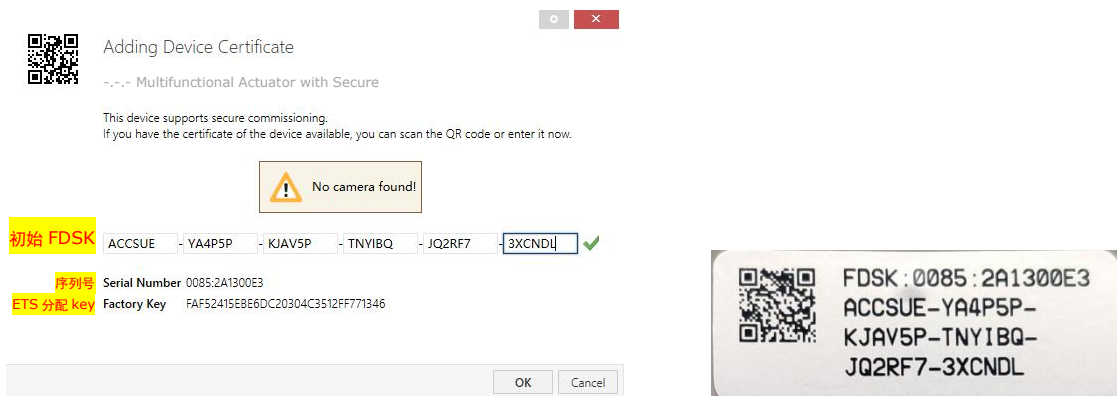 Adding Device Certificate
-.-.- Multifunctional Actuator with Secure
This device supports secure commissioning.
If you have the certificate of the device available, you can scan the QR code or enter it now.
No camera found!
初始 FDSK ACCSUE - YA4P5P - KJAV5P - TNYIBQ - JQ2RF7 - 3XCNDL
序列号 Serial Number 0085:2A1300E3
ETS 分配 key Factory Key FAF52415EBE6DC20304C3512FF771346
OK Cancel
FDSK:0085:2A1300E3
ACCSUE-YA4P5P-
KJAV5P-TNYIBQ-
JQ2RF7-3XCNDL